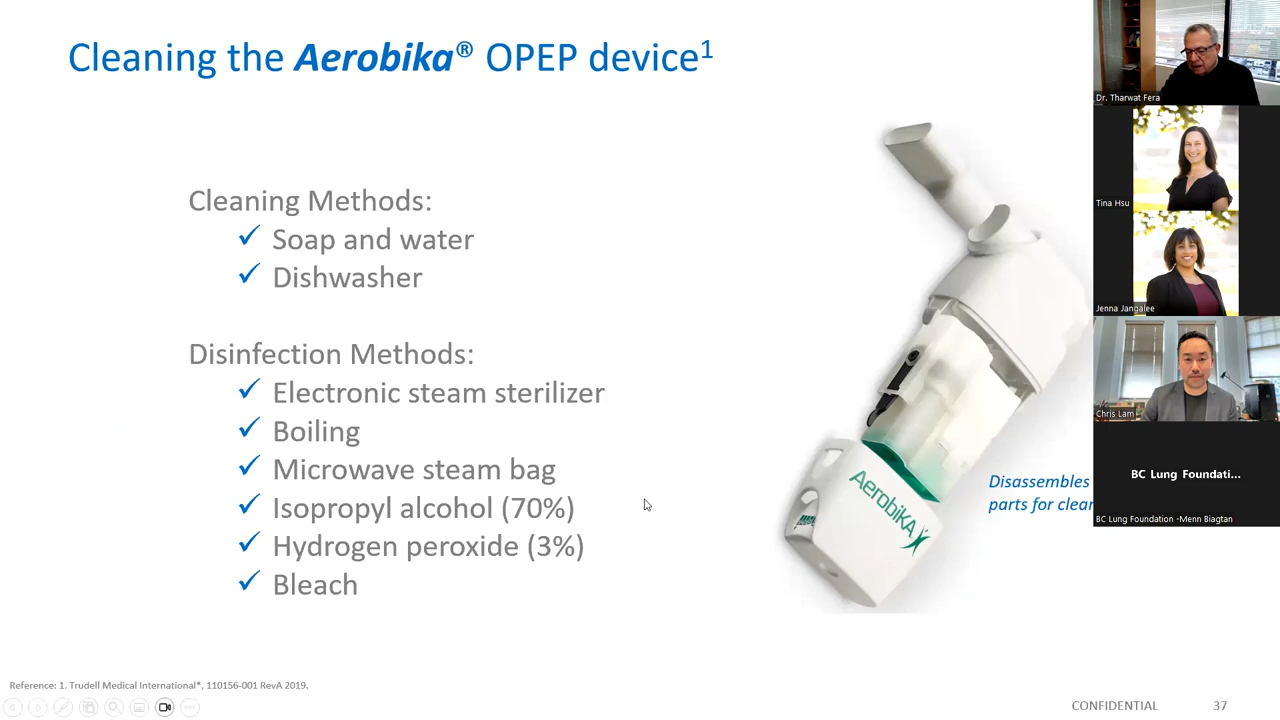 Cleaning the Aerobika® OPEP device¹
Cleaning Methods:
✓ Soap and water
✓ Dishwasher
Disinfection Methods:
✓ Electronic steam sterilizer
✓ Boiling
✓ Microwave steam bag
✓ Isopropyl alcohol (70%)
✓ Hydrogen peroxide (3%)
✓ Bleach
Aerobika
Disassembles
parts for clean
Dr. Tharwat Fera
Tina Hsu
Jenna Jangalee
Chris Lam
BC Lung Foundati...
BC Lung Foundation -Menn Biagtan
Reference: 1. Trudell Medical International*, 110156-001 RevA 2019.
CONFIDENTIAL 37